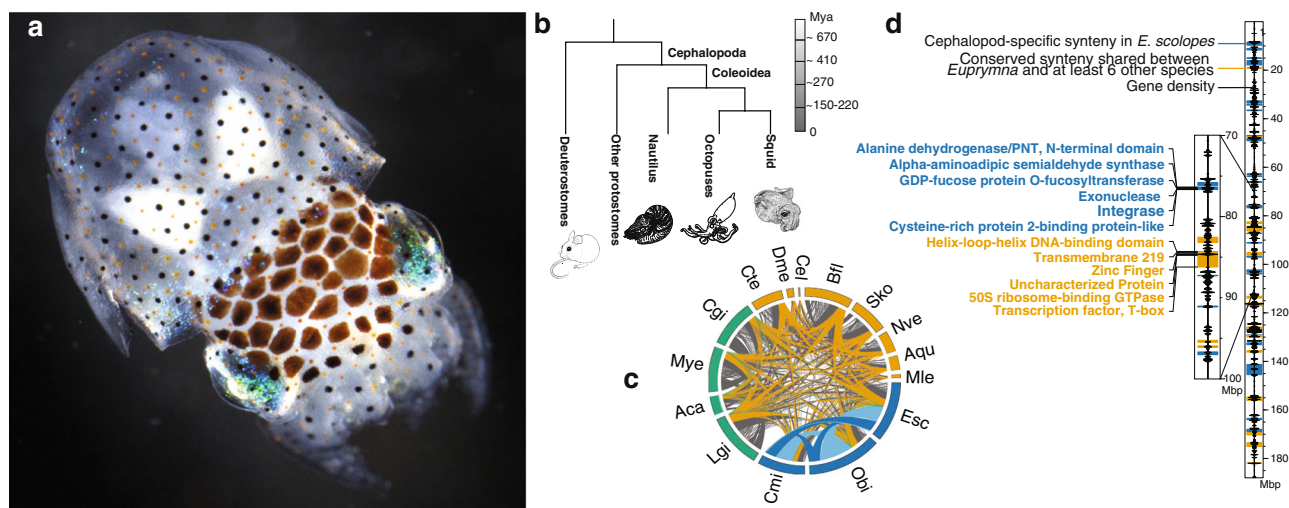 a
b
Mya
~ 670
~ 410
~270
~150-220
0
Cephalopoda
Coleoidea
Deuterostomes
Other protostomes
Nautilus
Octopuses
Squid
c
Cte
Dme
Cel
Bfl
Sko
Nve
Aqu
Mle
Esc
Obi
Cmi
Lgi
Aca
Mye
Cgi
d
Cephalopod-specific synteny in E. scolopes
Conserved synteny shared between
Euprymna and at least 6 other species
Gene density
Alanine dehydrogenase/PNT, N-terminal domain
Alpha-aminoadipic semialdehyde synthase
GDP-fucose protein O-fucosyltransferase
Exonuclease
Integrase
Cysteine-rich protein 2-binding protein-like
Helix-loop-helix DNA-binding domain
Transmembrane 219
Zinc Finger
Uncharacterized Protein
50S ribosome-binding GTPase
Transcription factor, T-box
70
80
90
100
Mbp
20
40
60
80
100
120
140
160
180
Mbp